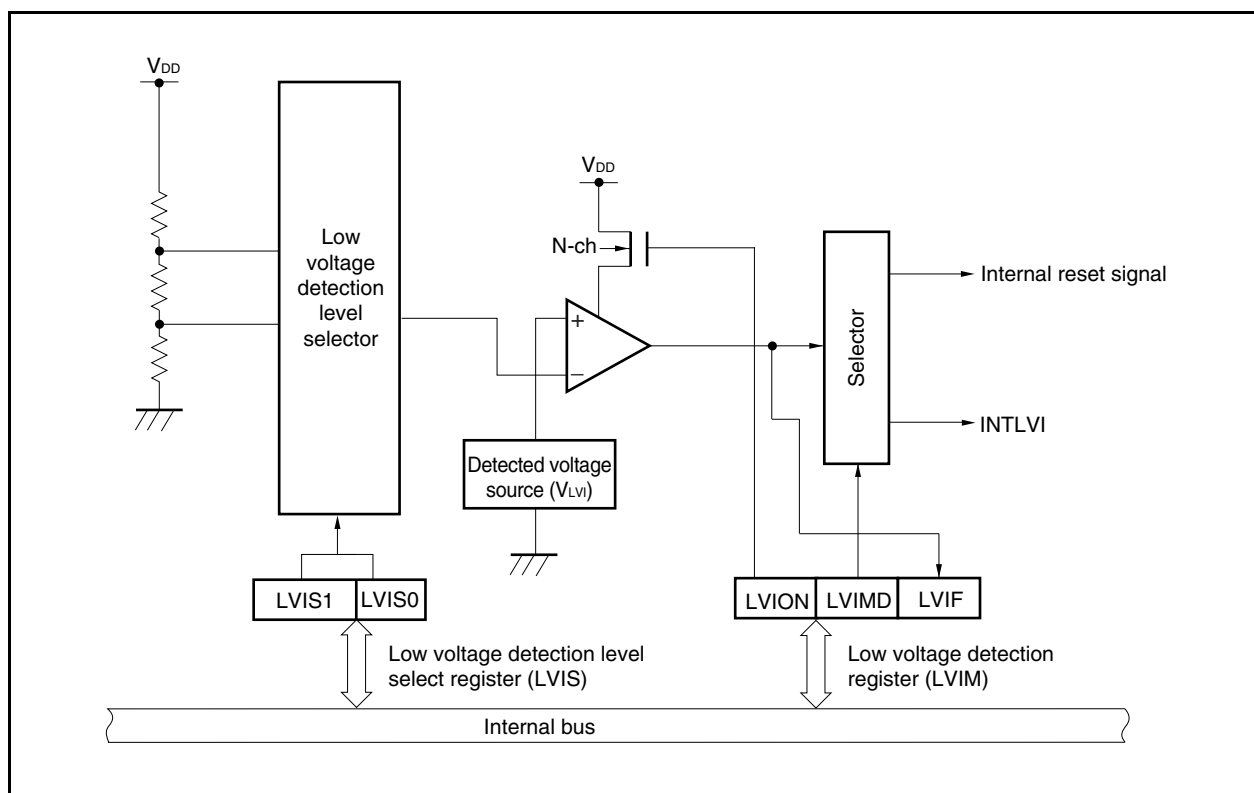 VDD
Low
voltage
detection
level
selector
VDD
N-ch
+
−
Selector
Internal reset signal
INTLVI
Detected voltage
source (VLVI)
LVIS1
LVIS0
LVION
LVIMD
LVIF
Low voltage detection level
select register (LVIS)
Low voltage detection
register (LVIM)
Internal bus